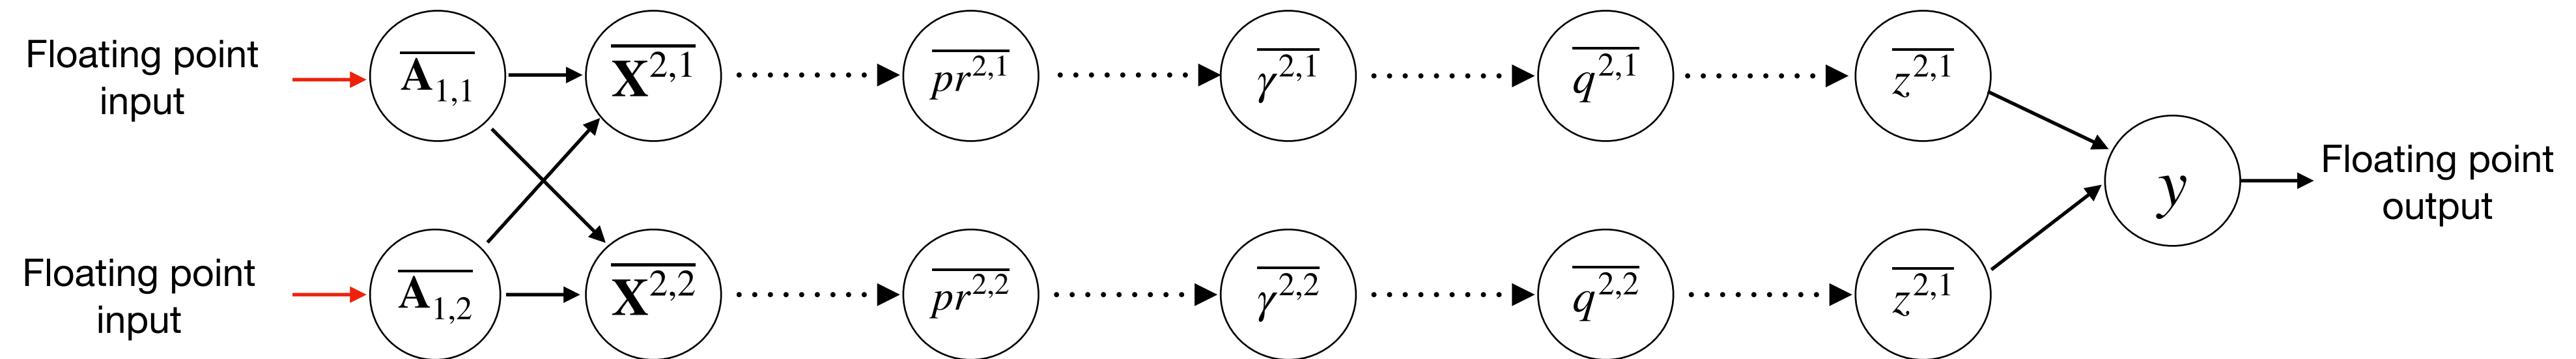 Floating point
input
A̅₁,₁
X̅²,¹
p̅r̅²,¹
γ̅²,¹
q̅²,¹
z̅²,¹
y
Floating point
output
Floating point
input
A̅₁,₂
X̅²,²
p̅r̅²,²
γ̅²,²
q̅²,²
z̅²,¹